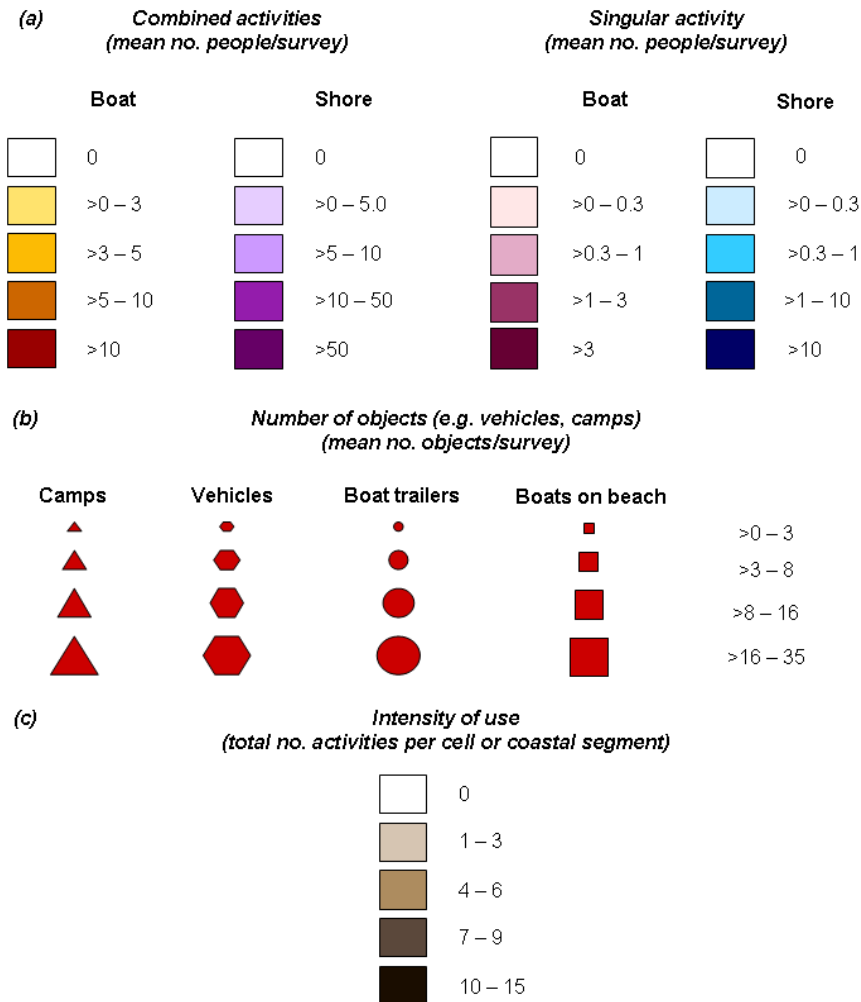 (a) Combined activities Singular activity
(mean no. people/survey) (mean no. people/survey)
Boat Shore Boat Shore
0 0 0 0
>0 – 3 >0 – 5.0 >0 – 0.3 >0 – 0.3
>3 – 5 >5 – 10 >0.3 – 1 >0.3 – 1
>5 – 10 >10 – 50 >1 – 3 >1 – 10
>10 >50 >3 >10
(b) Number of objects (e.g. vehicles, camps)
(mean no. objects/survey)
Camps Vehicles Boat trailers Boats on beach
>0 – 3
>3 – 8
>8 – 16
>16 – 35
(c) Intensity of use
(total no. activities per cell or coastal segment)
0
1 – 3
4 – 6
7 – 9
10 – 15